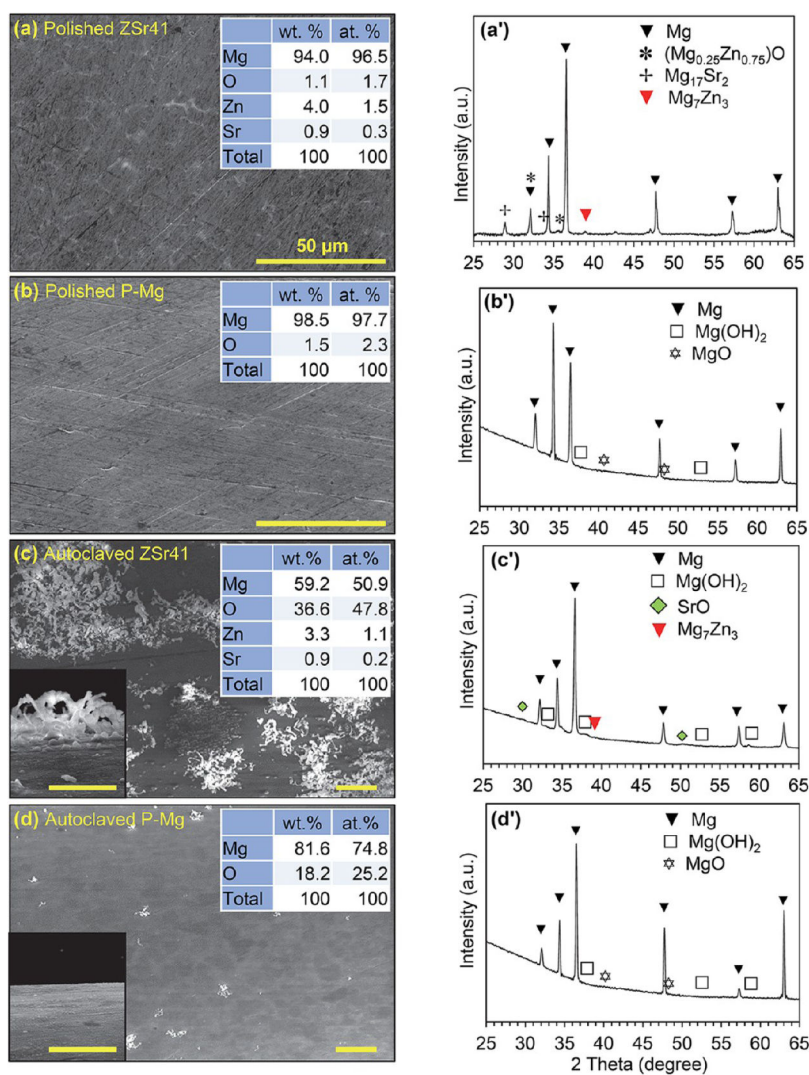 (a) Polished ZSr41
wt. % at. %
Mg 94.0 96.5
O 1.1 1.7
Zn 4.0 1.5
Sr 0.9 0.3
Total 100 100
50 µm
(a')
Mg
(Mg0.25Zn0.75)O
Mg17Sr2
Mg7Zn3
Intensity (a.u.)
25 30 35 40 45 50 55 60 65
(b) Polished P-Mg
wt. % at. %
Mg 98.5 97.7
O 1.5 2.3
Total 100 100
(b')
Mg
Mg(OH)2
MgO
Intensity (a.u.)
25 30 35 40 45 50 55 60 65
(c) Autoclaved ZSr41
wt.% at.%
Mg 59.2 50.9
O 36.6 47.8
Zn 3.3 1.1
Sr 0.9 0.2
Total 100 100
(c')
Mg
Mg(OH)2
SrO
Mg7Zn3
Intensity (a.u.)
25 30 35 40 45 50 55 60 65
(d) Autoclaved P-Mg
wt.% at.%
Mg 81.6 74.8
O 18.2 25.2
Total 100 100
(d')
Mg
Mg(OH)2
MgO
Intensity (a.u.)
25 30 35 40 45 50 55 60 65
2 Theta (degree)